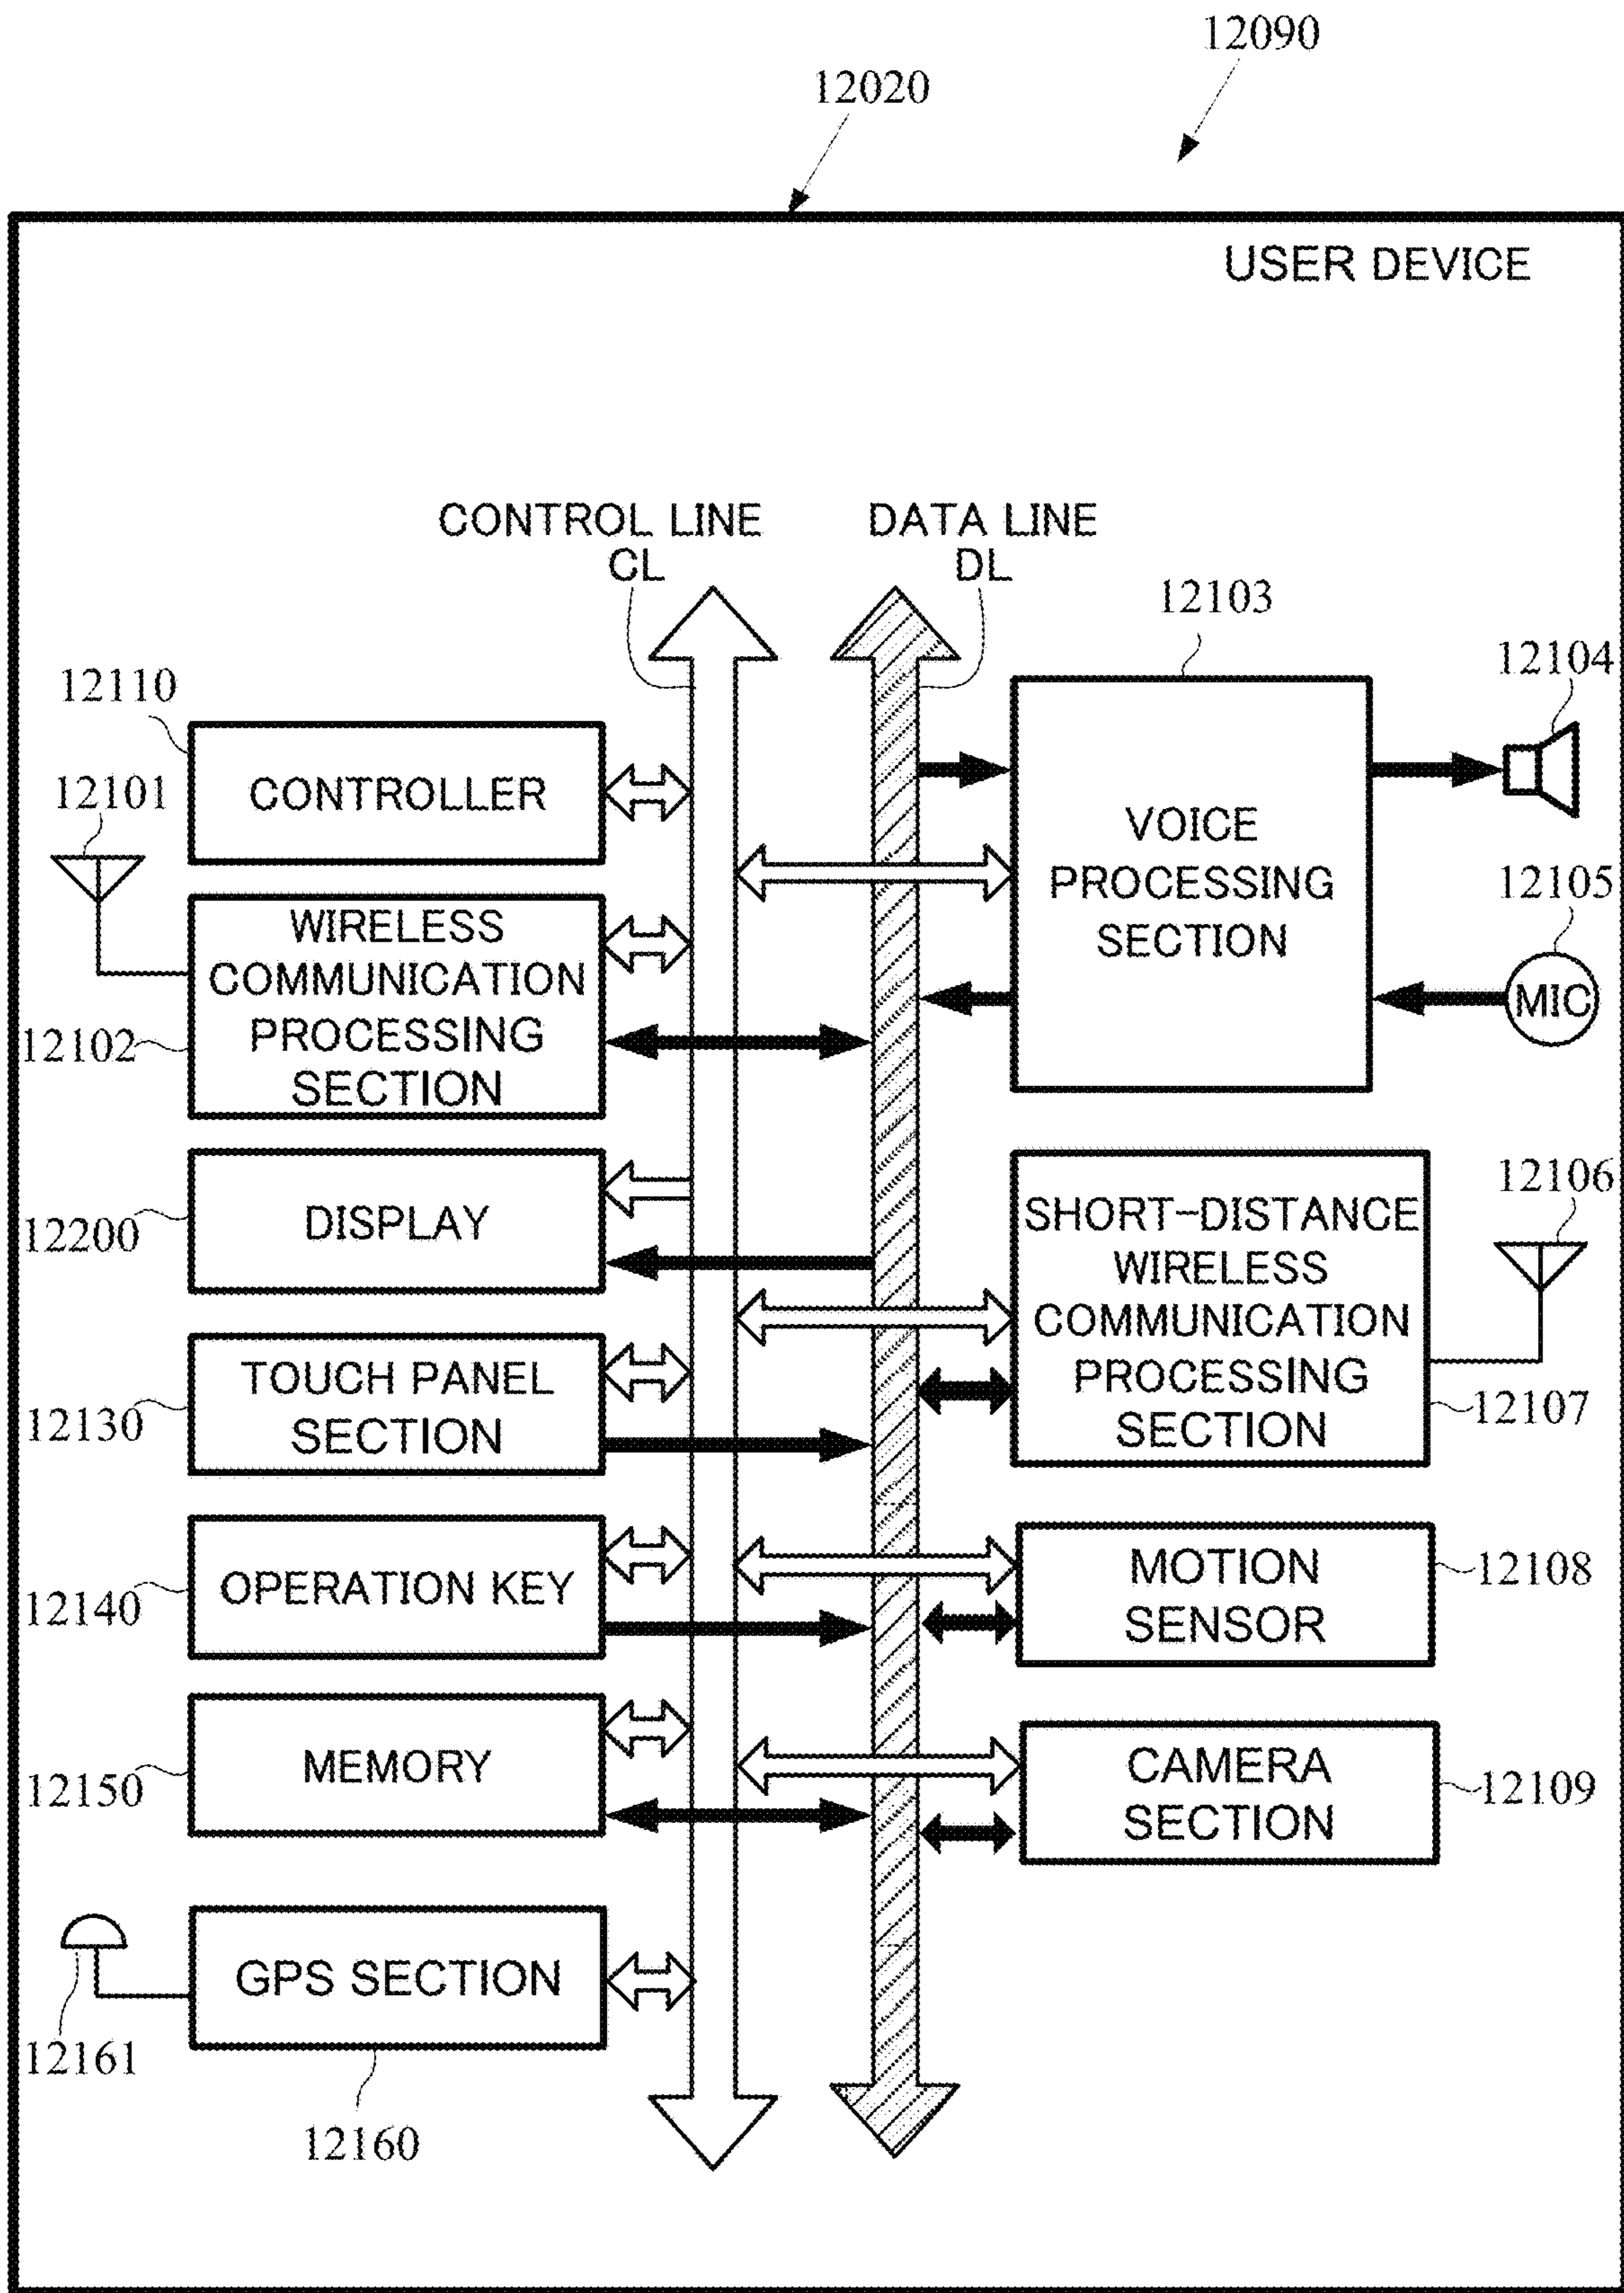 12090
12020
USER DEVICE
CONTROL LINE
CL
DATA LINE
DL
12103
12104
12110
CONTROLLER
12101
VOICE
PROCESSING
SECTION
12105
MIC
WIRELESS
COMMUNICATION
PROCESSING
SECTION
12102
12106
DISPLAY
12200
SHORT-DISTANCE
WIRELESS
COMMUNICATION
PROCESSING
SECTION
12107
TOUCH PANEL
SECTION
12130
OPERATION KEY
12140
MOTION
SENSOR
12108
MEMORY
12150
CAMERA
SECTION
12109
GPS SECTION
12161
12160